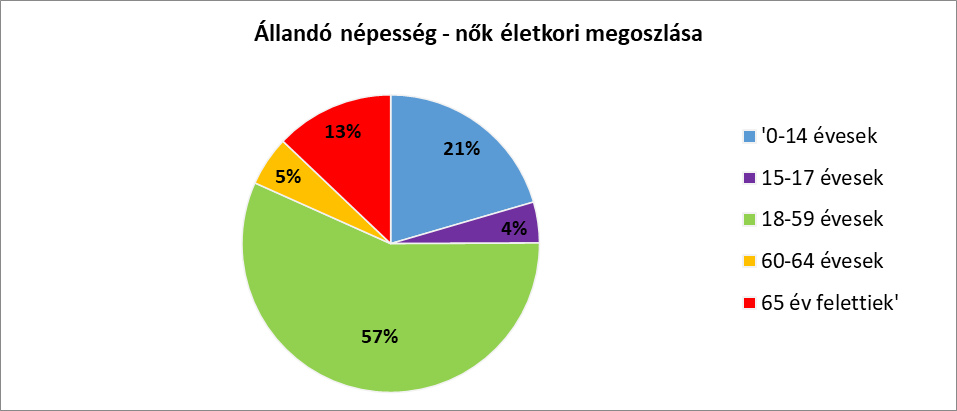 Állandó népesség - nők életkori megoszlása
13%
21%
5%
4%
57%
'0-14 évesek
15-17 évesek
18-59 évesek
60-64 évesek
65 év felettiek'